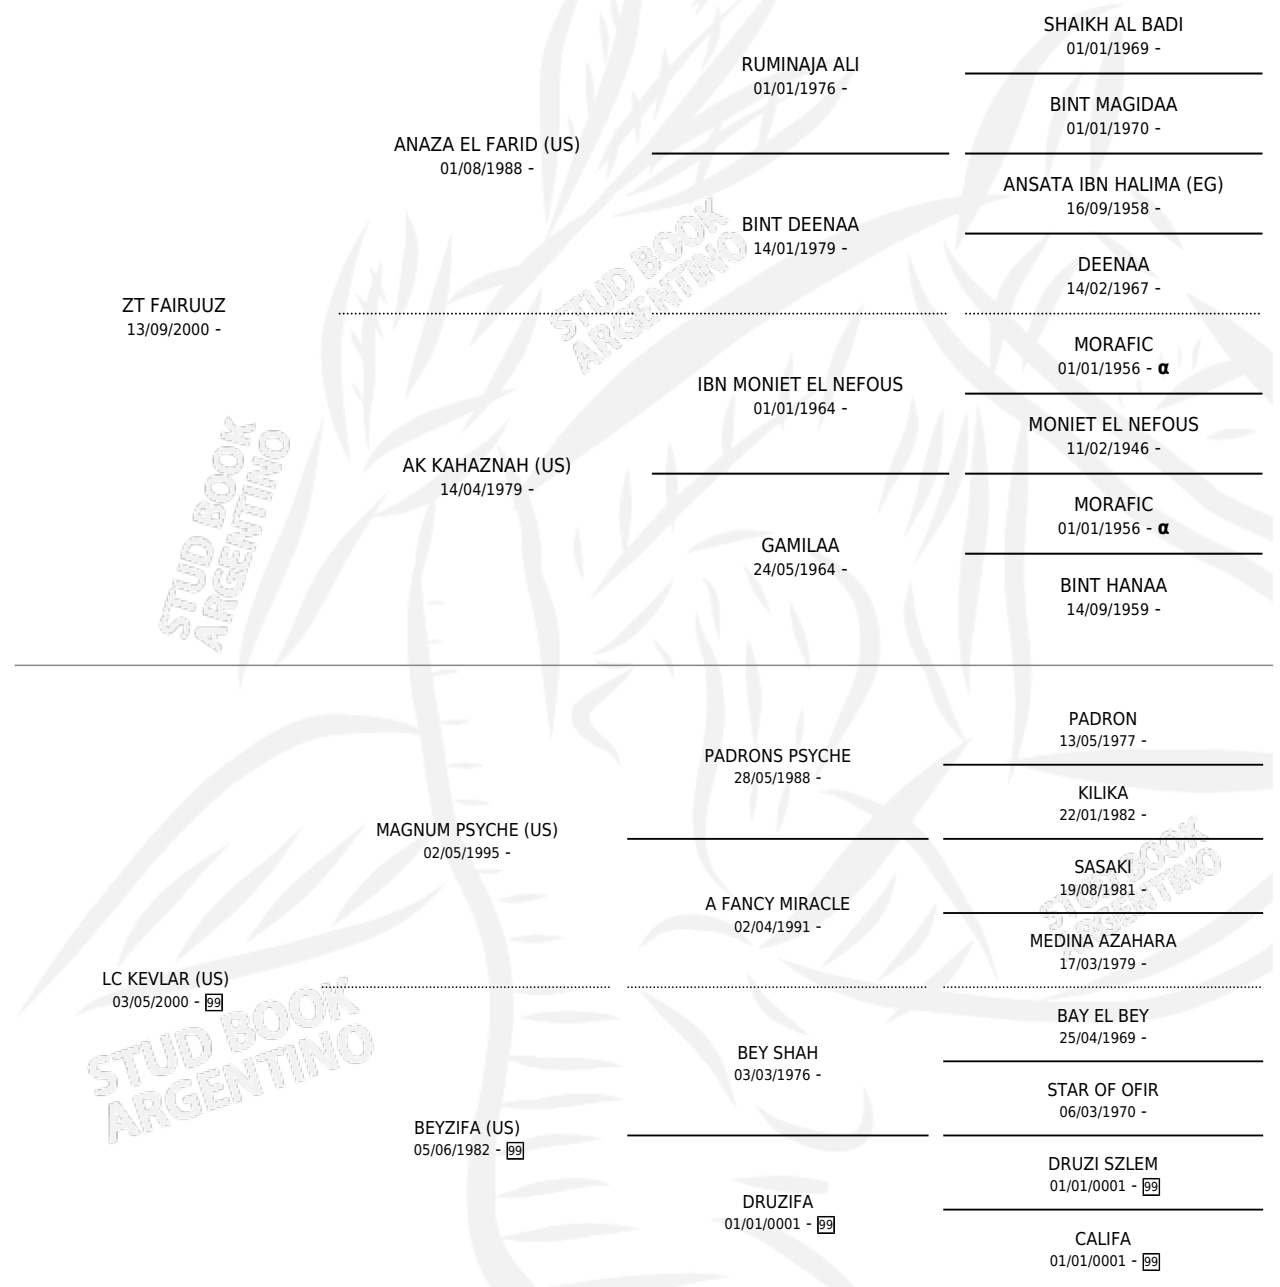 SHAIKH AL BADI
01/01/1969 -
RUMINAJA ALI
01/01/1976 -
BINT MAGIDAA
01/01/1970 -
ANAZA EL FARID (US)
01/08/1988 -
ANSATA IBN HALIMA (EG)
16/09/1958 -
BINT DEENAA
14/01/1979 -
DEENAA
14/02/1967 -
ZT FAIRUUZ
13/09/2000 -
MORAFIC
01/01/1956 - α
IBN MONIET EL NEFOUS
01/01/1964 -
MONIET EL NEFOUS
11/02/1946 -
AK KAHAZNAH (US)
14/04/1979 -
MORAFIC
01/01/1956 - α
GAMILAA
24/05/1964 -
BINT HANAA
14/09/1959 -
PADRON
13/05/1977 -
PADRONS PSYCHE
28/05/1988 -
KILIKA
22/01/1982 -
MAGNUM PSYCHE (US)
02/05/1995 -
SASAKI
19/08/1981 -
A FANCY MIRACLE
02/04/1991 -
MEDINA AZAHARA
17/03/1979 -
LC KEVLAR (US)
03/05/2000 - 99
BAY EL BEY
25/04/1969 -
BEY SHAH
03/03/1976 -
STAR OF OFIR
06/03/1970 -
BEYZIFA (US)
05/06/1982 - 99
DRUZI SZLEM
01/01/0001 - 99
DRUZIFA
01/01/0001 - 99
CALIFA
01/01/0001 - 99
STUD BOOK
ARGENTINO
STUD BOOK
ARGENTINO
STUD BOOK
ARGENTINO
STUD BOOK
ARGENTINO